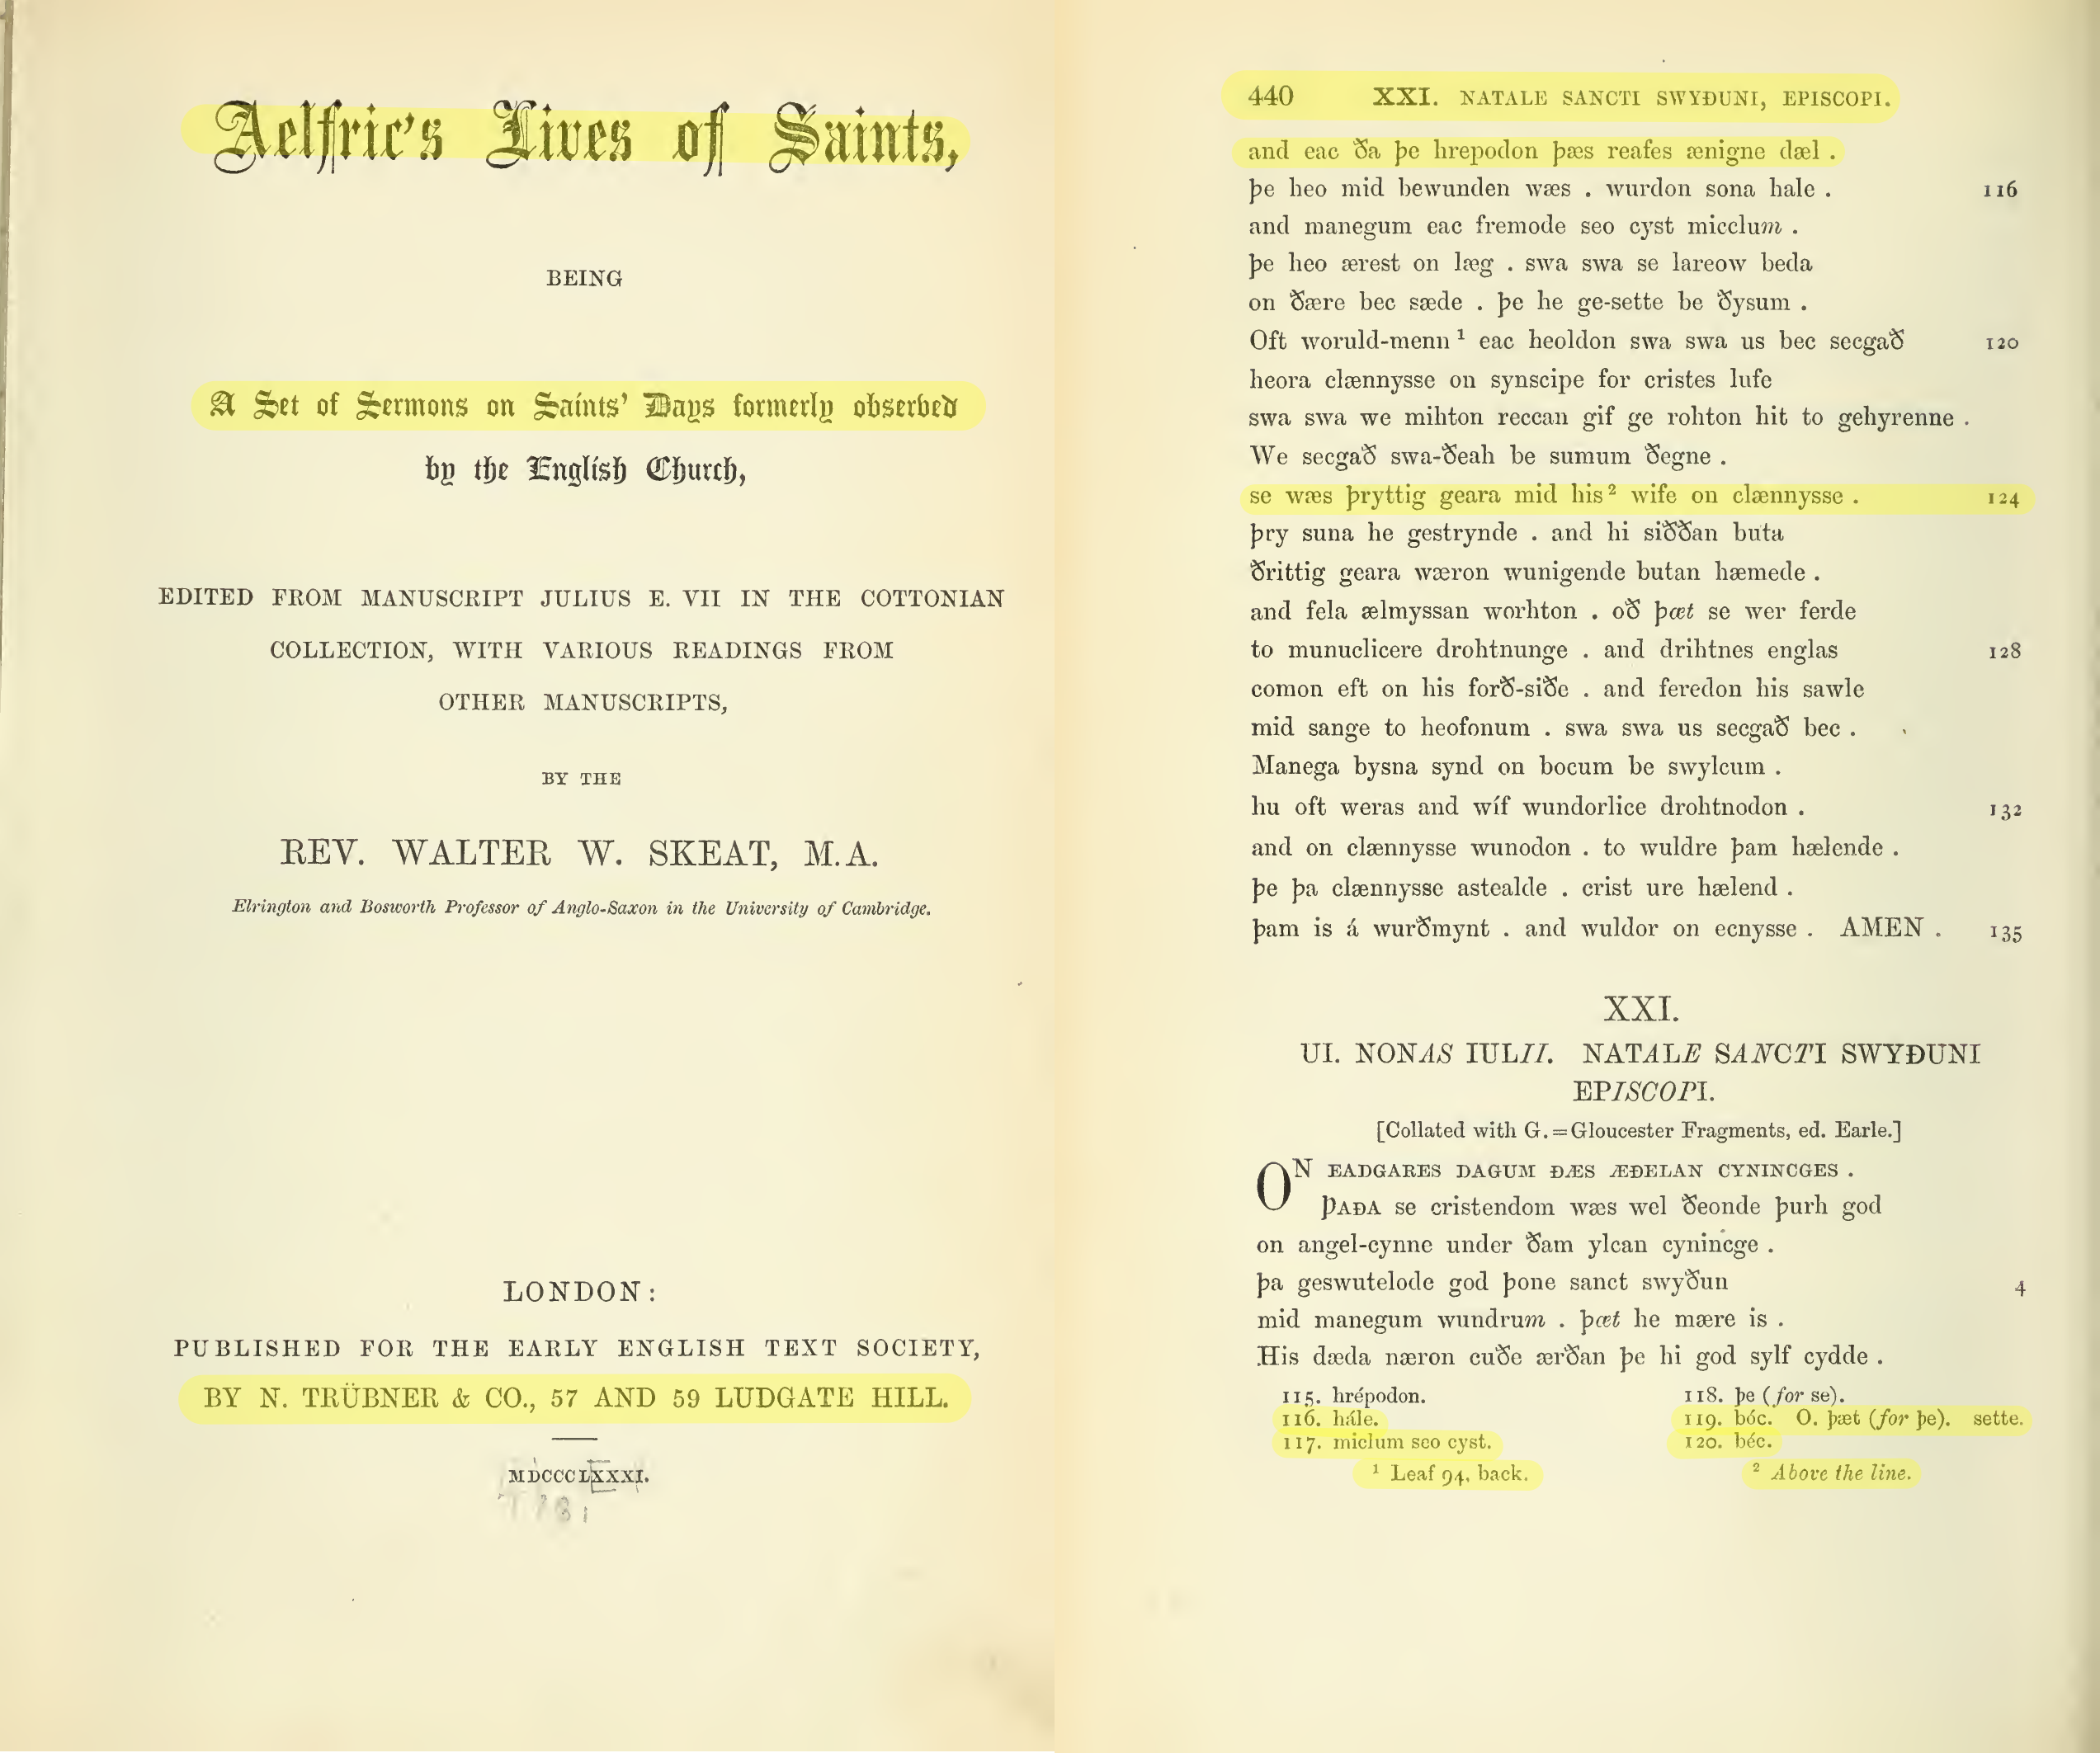 Aelfric's Lives of Saints,
BEING
A Set of Sermons on Saints' Days formerly observed
by the English Church,
EDITED FROM MANUSCRIPT JULIUS E. VII IN THE COTTONIAN
COLLECTION, WITH VARIOUS READINGS FROM
OTHER MANUSCRIPTS,
BY THE
REV. WALTER W. SKEAT, M.A.
Elrington and Bosworth Professor of Anglo-Saxon in the University of Cambridge.
LONDON:
PUBLISHED FOR THE EARLY ENGLISH TEXT SOCIETY,
BY N. TRÜBNER & CO., 57 AND 59 LUDGATE HILL.
MDCCCLXXXI.
440 XXI. NATALE SANCTI SWYÐUNI, EPISCOPI.
and eac ða þe hrepodon þæs reafes ænigne dæl .
þe heo mid bewunden wæs . wurdon sona hale . 116
and manegum eac fremode seo cyst micclum .
þe heo ærest on læg . swa swa se lareow beda
on ðære bec sæde . þe he ge-sette be ðysum .
Oft woruld-menn ¹ eac heoldon swa swa us bec secgað 120
heora clænnysse on synscipe for cristes lufe
swa swa we mihton reccan gif ge rohton hit to gehyrenne .
We secgað swa-ðeah be sumum ðegne .
se wæs þryttig geara mid his ² wife on clænnysse . 124
þry suna he gestrynde . and hi siððan buta
ðrittig geara wæron wunigende butan hæmede .
and fela ælmyssan worhton . oð þæt se wer ferde
to munuclicere drohtnunge . and drihtnes englas 128
comon eft on his forð-siðe . and feredon his sawle
mid sange to heofonum . swa swa us secgað bec .
Manega bysna synd on bocum be swylcum .
hu oft weras and wíf wundorlice drohtnodon . 132
and on clænnysse wunodon . to wuldre þam hælende .
þe þa clænnysse astealde . crist ure hælend .
þam is á wurðmynt . and wuldor on ecnysse . AMEN . 135
XXI.
UI. NONAS IULII. NATALE SANCTI SWYÐUNI
EPISCOPI.
[Collated with G. = Gloucester Fragments, ed. Earle.]
ON EADGARES DAGUM ÐÆS ÆÐELAN CYNINCGES .
ÞAÐA se cristendom wæs wel ðeonde þurh god
on angel-cynne under ðam ylcan cynincge .
þa geswutelode god þone sanct swyðun 4
mid manegum wundrum . þæt he mære is .
His dæda næron cuðe ærðan þe hi god sylf cydde .
115. hrépodon. 118. þe (for se).
116. hále. 119. bóc. O. þæt (for þe). sette.
117. miclum seo cyst. 120. béc.
¹ Leaf 94, back. ² Above the line.